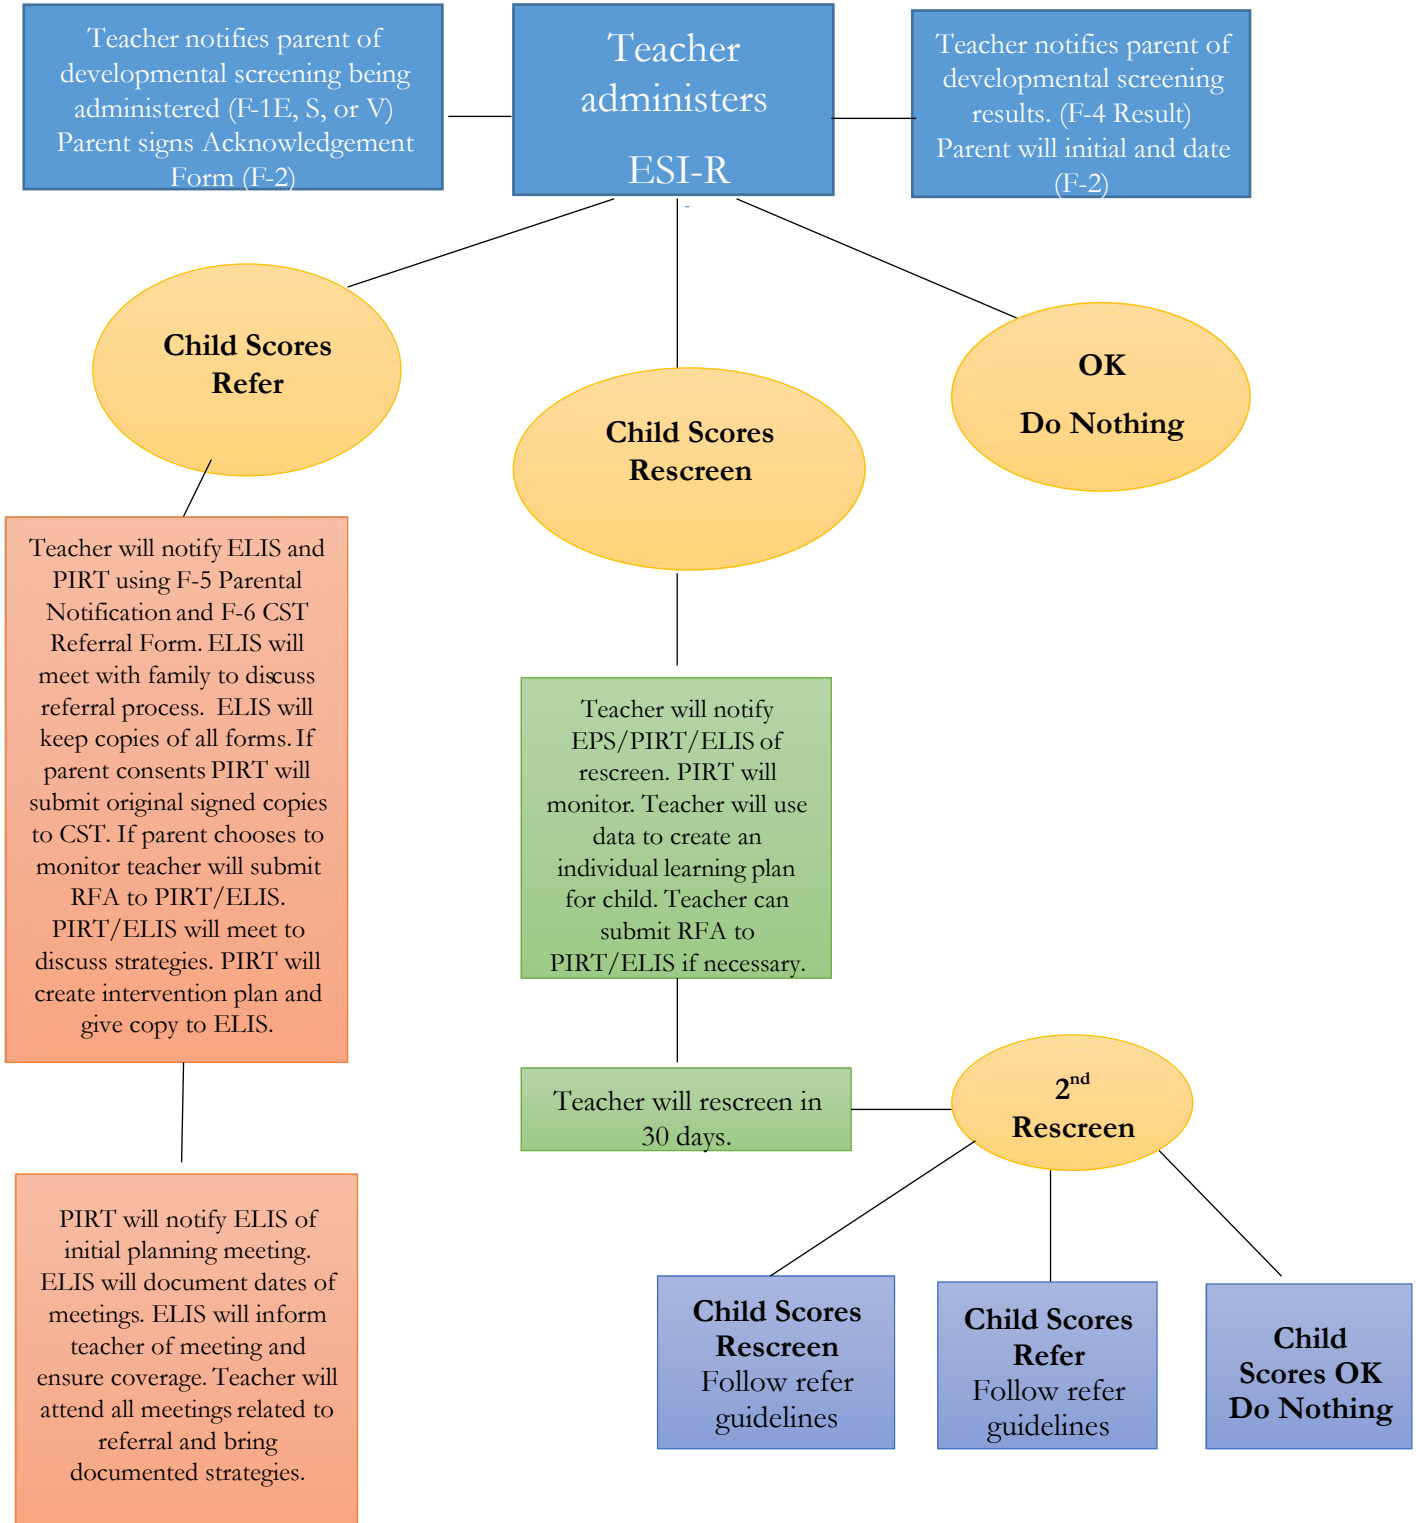 Teacher notifies parent of
developmental screening being
administered (F-1E, S, or V)
Parent signs Acknowledgement
Form (F-2)
Teacher
administers
ESI-R
Teacher notifies parent of
developmental screening
results. (F-4 Result)
Parent will initial and date
(F-2)
Child Scores
Refer
Child Scores
Rescreen
OK
Do Nothing
Teacher will notify ELIS and
PIRT using F-5 Parental
Notification and F-6 CST
Referral Form. ELIS will
meet with family to discuss
referral process. ELIS will
keep copies of all forms. If
parent consents PIRT will
submit original signed copies
to CST. If parent chooses to
monitor teacher will submit
RFA to PIRT/ELIS.
PIRT/ELIS will meet to
discuss strategies. PIRT will
create intervention plan and
give copy to ELIS.
Teacher will notify
EPS/PIRT/ELIS of
rescreen. PIRT will
monitor. Teacher will use
data to create an
individual learning plan
for child. Teacher can
submit RFA to
PIRT/ELIS if necessary.
Teacher will rescreen in
30 days.
2nd
Rescreen
PIRT will notify ELIS of
initial planning meeting.
ELIS will document dates of
meetings. ELIS will inform
teacher of meeting and
ensure coverage. Teacher will
attend all meetings related to
referral and bring
documented strategies.
Child Scores
Rescreen
Follow refer
guidelines
Child Scores
Refer
Follow refer
guidelines
Child
Scores OK
Do Nothing